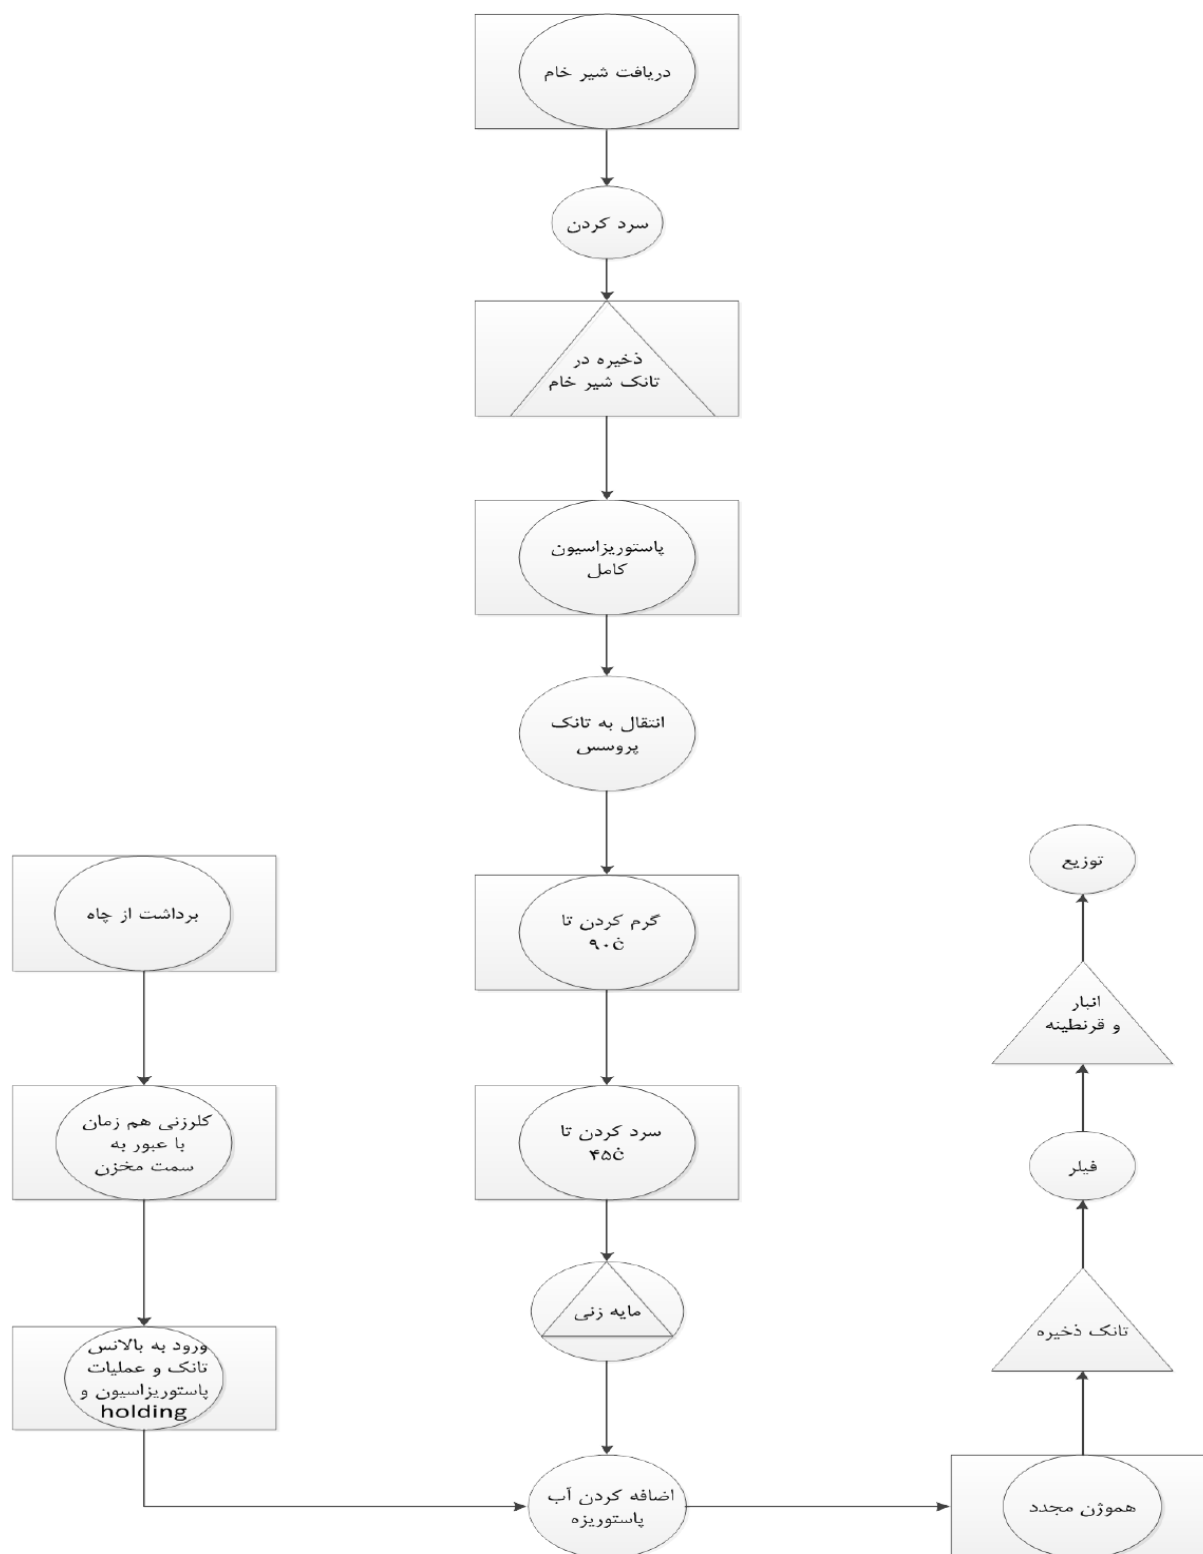 دریافت شیر خام
سرد کردن
ذخیره در
تانک شیر خام
پاستوریزاسیون
کامل
انتقال به تانک
پروسس
گرم کردن تا
۹۰ċ
سرد کردن تا
۴۵ċ
مایه زنی
برداشت از چاه
کلرزنی هم زمان
با عبور به
سمت مخزن
ورود به بالانس
تانک و عملیات
پاستوریزاسیون و
holding
اضافه کردن آب
پاستوریزه
هموژن مجدد
تانک ذخیره
فیلر
انبار
و قرنطینه
توزیع